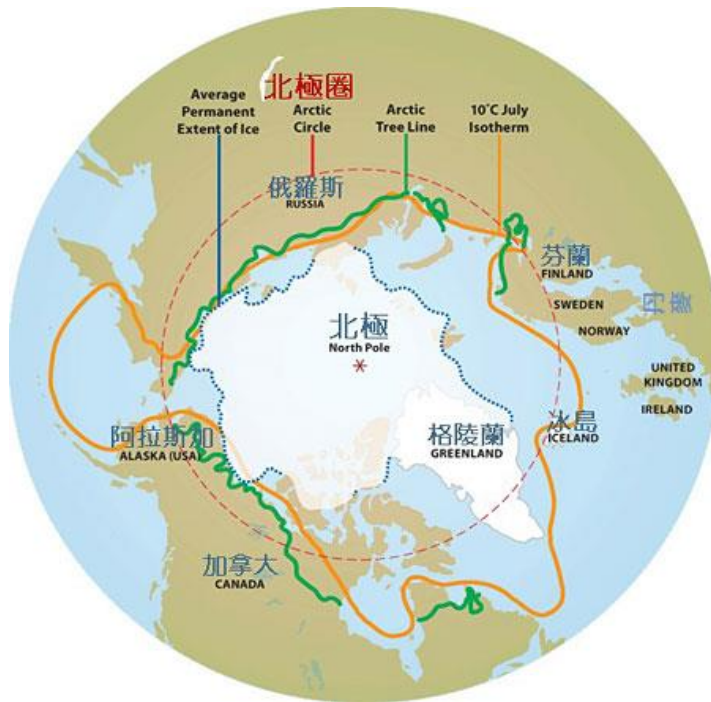 北極圈
Average
Permanent
Extent of Ice
Arctic
Circle
Arctic
Tree Line
10°C July
Isotherm
俄羅斯
RUSSIA
芬蘭
FINLAND
SWEDEN
丹麥
NORWAY
北極
North Pole
UNITED
KINGDOM
IRELAND
阿拉斯加
ALASKA (USA)
格陵蘭
GREENLAND
冰島
ICELAND
加拿大
CANADA